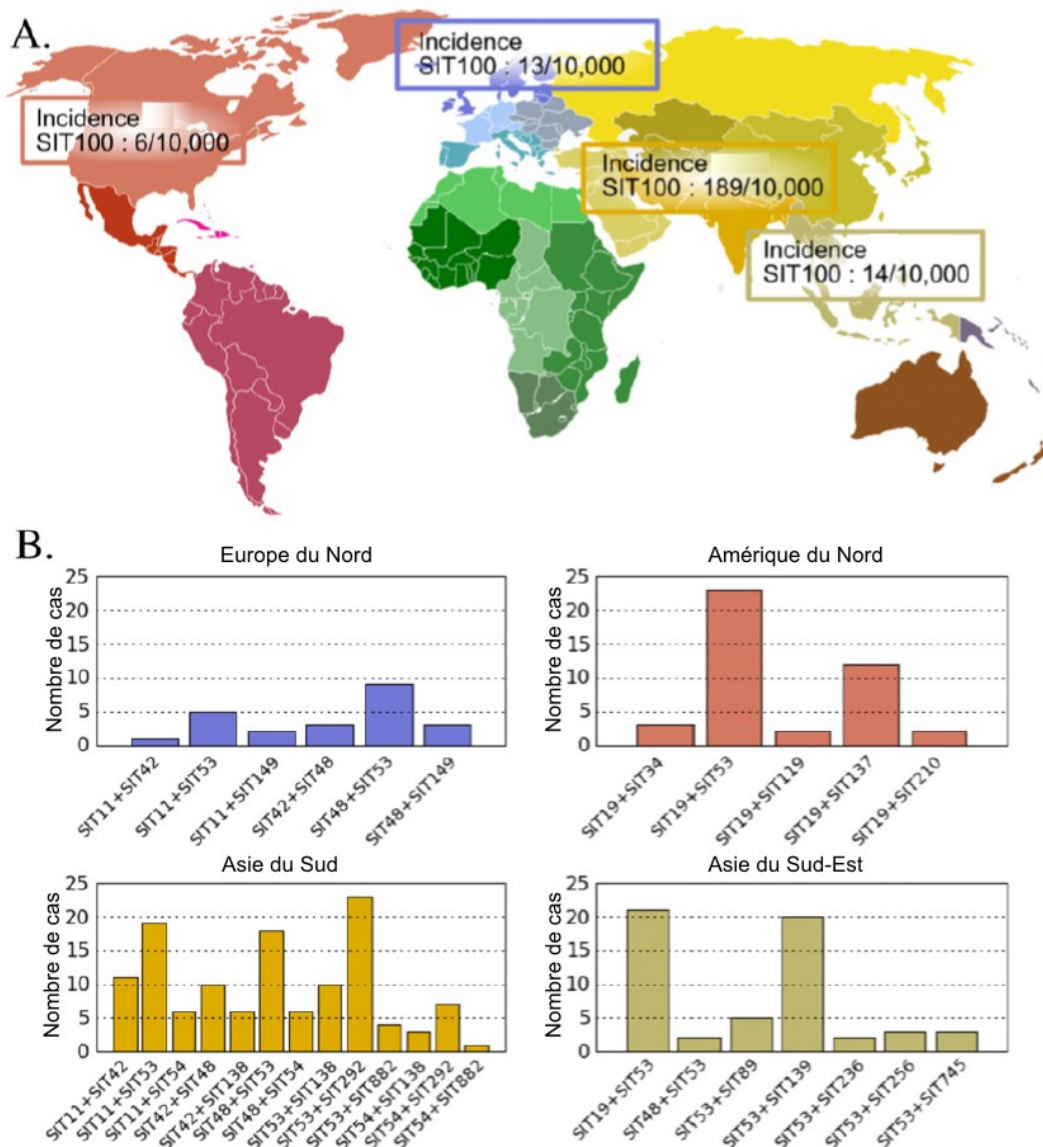 A.
Incidence
SIT100 : 13/10,000
Incidence
SIT100 : 6/10,000
Incidence
SIT100 : 189/10,000
Incidence
SIT100 : 14/10,000
B.
Europe du Nord
Nombre de cas
25
20
15
10
5
0
SIT11+SIT42
SIT11+SIT53
SIT11+SIT149
SIT42+SIT48
SIT48+SIT53
SIT48+SIT149
Amérique du Nord
Nombre de cas
25
20
15
10
5
0
SIT19+SIT34
SIT19+SIT53
SIT19+SIT119
SIT19+SIT137
SIT19+SIT210
Asie du Sud
Nombre de cas
25
20
15
10
5
0
SIT11+SIT42
SIT11+SIT53
SIT11+SIT54
SIT42+SIT48
SIT42+SIT138
SIT48+SIT53
SIT48+SIT54
SIT53+SIT138
SIT53+SIT292
SIT53+SIT882
SIT54+SIT138
SIT54+SIT292
SIT54+SIT882
Asie du Sud-Est
Nombre de cas
25
20
15
10
5
0
SIT19+SIT53
SIT48+SIT53
SIT53+SIT89
SIT53+SIT139
SIT53+SIT236
SIT53+SIT256
SIT53+SIT745